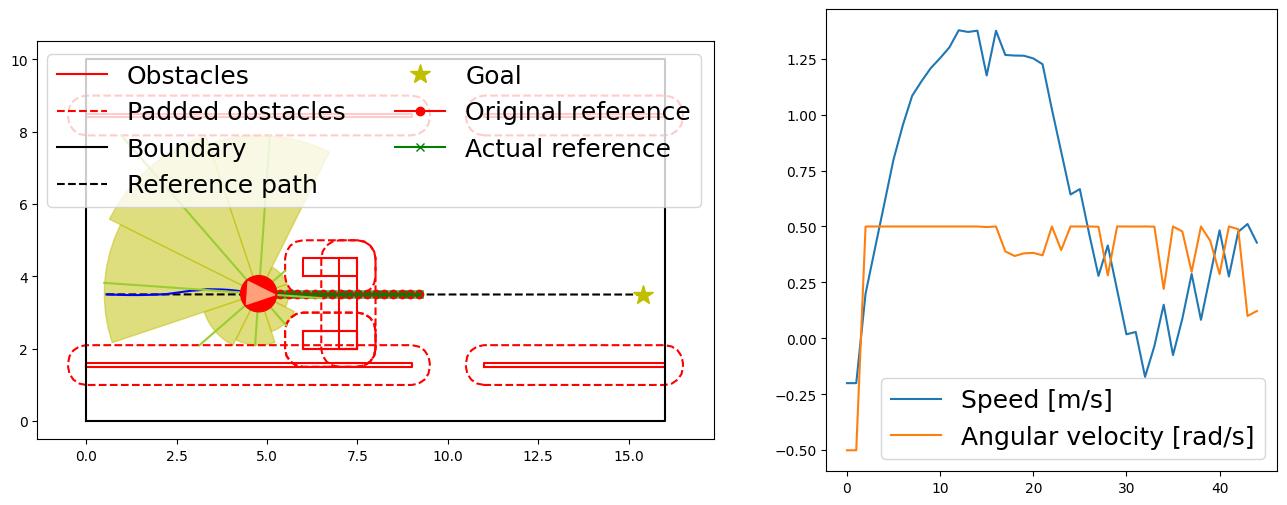 10
8
6
4
2
0
0.0 2.5 5.0 7.5 10.0 12.5 15.0
Obstacles
Padded obstacles
Boundary
Reference path
Goal
Original reference
Actual reference
1.25
1.00
0.75
0.50
0.25
0.00
−0.25
−0.50
0 10 20 30 40
Speed [m/s]
Angular velocity [rad/s]